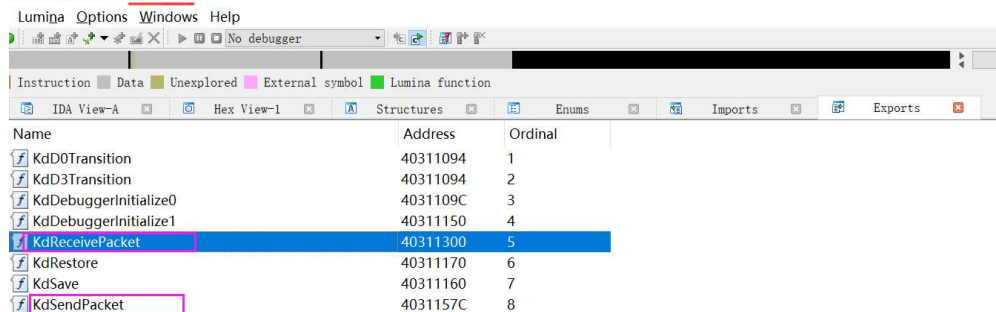 Lumina Options Windows Help
No debugger
Instruction Data Unexplored External symbol Lumina function
IDA View-A Hex View-1 Structures Enums Imports Exports
Name Address Ordinal
KdD0Transition 40311094 1
KdD3Transition 40311094 2
KdDebuggerInitialize0 4031109C 3
KdDebuggerInitialize1 40311150 4
KdReceivePacket 40311300 5
KdRestore 40311170 6
KdSave 40311160 7
KdSendPacket 4031157C 8